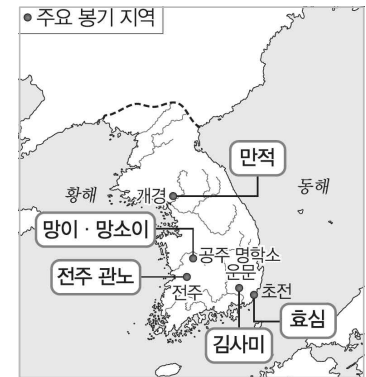 • 주요 봉기 지역
만적
동해
황해
개경
망이 · 망소이
공주 명학소
운문
전주 관노
전주
초전
효심
김사미